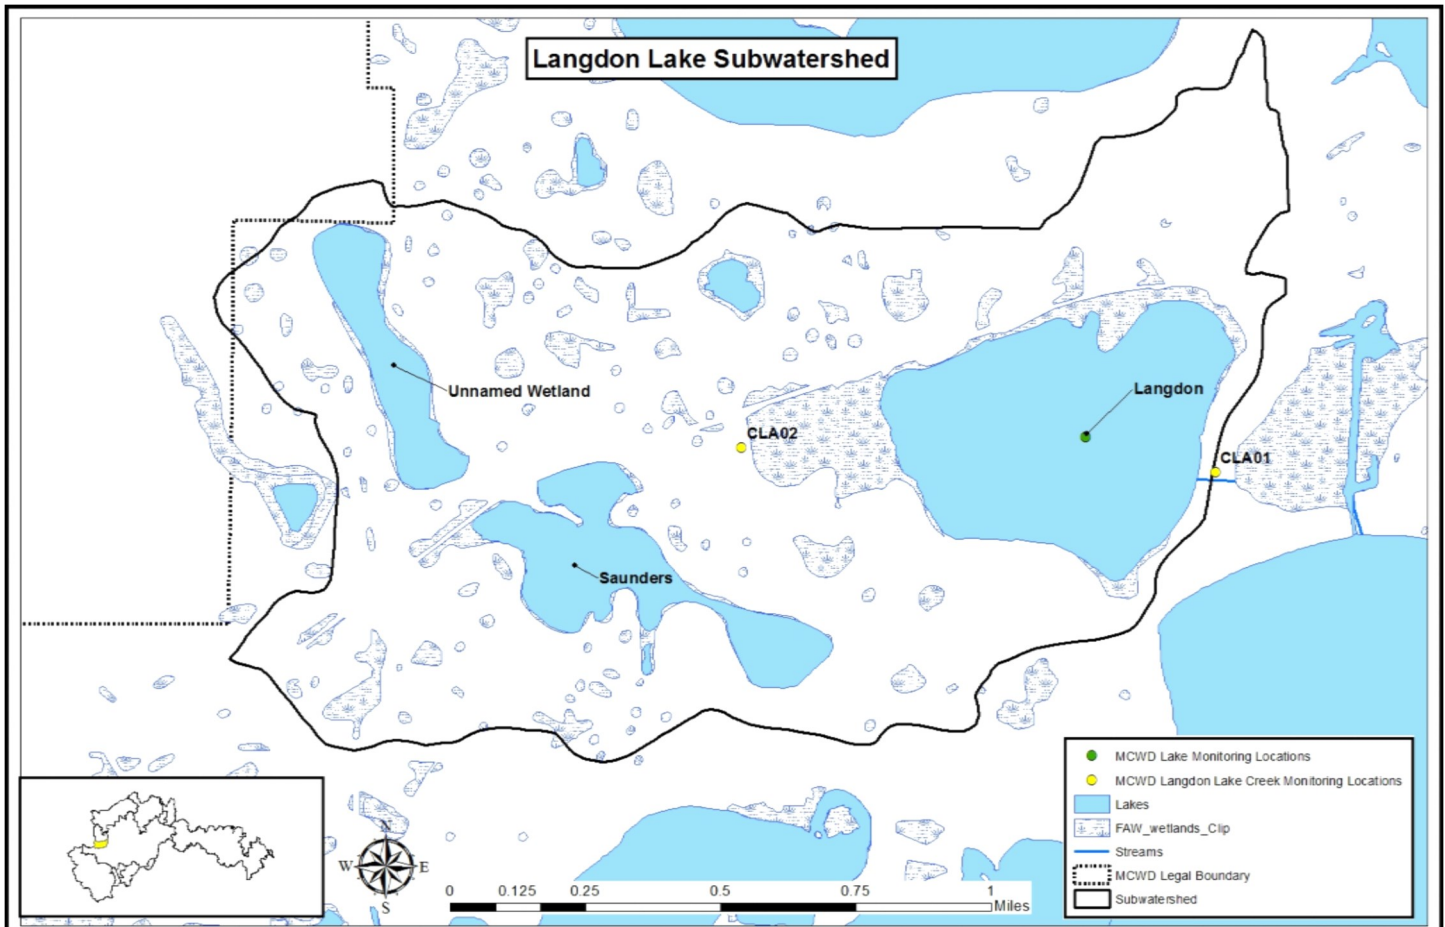 Langdon Lake Subwatershed
Unnamed Wetland
Langdon
CLA02
CLA01
Saunders
MCWD Lake Monitoring Locations
MCWD Langdon Lake Creek Monitoring Locations
Lakes
FAW_wetlands_Clip
Streams
MCWD Legal Boundary
Subwatershed
N
W E
S
0 0.125 0.25 0.5 0.75 1
Miles